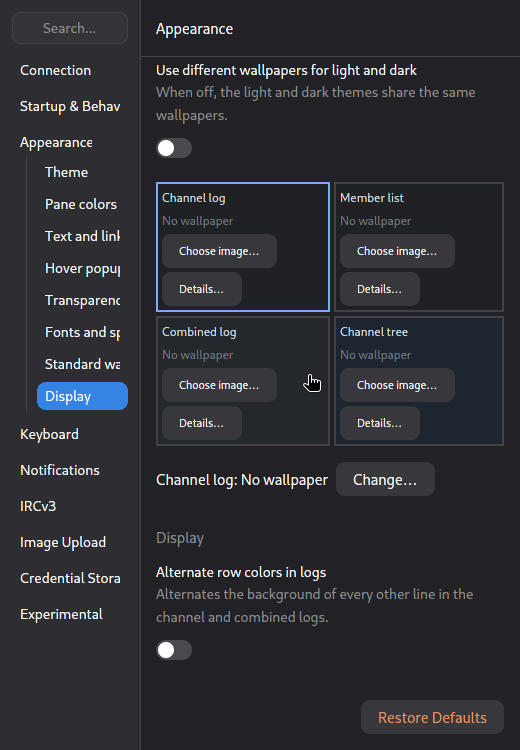 Search...
Connection
Startup & Behav
Appearance
Theme
Pane colors
Text and link
Hover popup
Transparenc
Fonts and sp
Standard wa
Display
Keyboard
Notifications
IRCv3
Image Upload
Credential Stora
Experimental
Appearance
Use different wallpapers for light and dark
When off, the light and dark themes share the same
wallpapers.
Channel log
No wallpaper
Choose image...
Details...
Member list
No wallpaper
Choose image...
Details...
Combined log
No wallpaper
Choose image...
Details...
Channel tree
No wallpaper
Choose image...
Details...
Channel log: No wallpaper
Change...
Display
Alternate row colors in logs
Alternates the background of every other line in the
channel and combined logs.
Restore Defaults